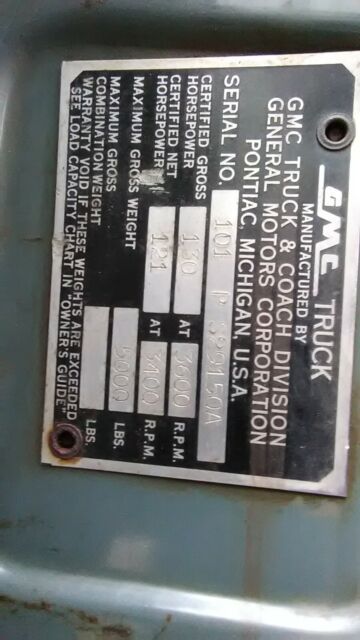 GMC TRUCK
MANUFACTURED BY
GMC TRUCK & COACH DIVISION
GENERAL MOTORS CORPORATION
PONTIAC, MICHIGAN, U.S.A.
SERIAL NO. 101 P S99150A
CERTIFIED GROSS HORSEPOWER 130 AT 3600 R.P.M.
CERTIFIED NET HORSEPOWER 121 AT 3400 R.P.M.
MAXIMUM GROSS WEIGHT 5000 LBS.
MAXIMUM GROSS COMBINATION WEIGHT LBS.
WARRANTY VOID IF THESE WEIGHTS ARE EXCEEDED
SEE LOAD CAPACITY CHART IN "OWNER'S GUIDE"